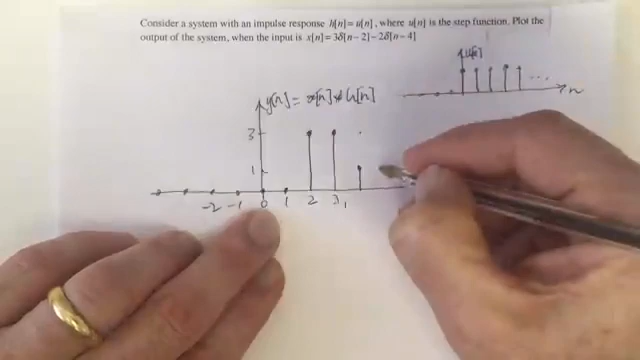 Consider a system with an impulse response h[n]= u[n], where u[n] is the step function. Plot the
output of the system, when the input is x[n]= 3δ[n−2]−2δ[n−4]
u[n]
y[n] = x[n] * h[n]
...
n
3
1
-2 -1 0 1 2 3